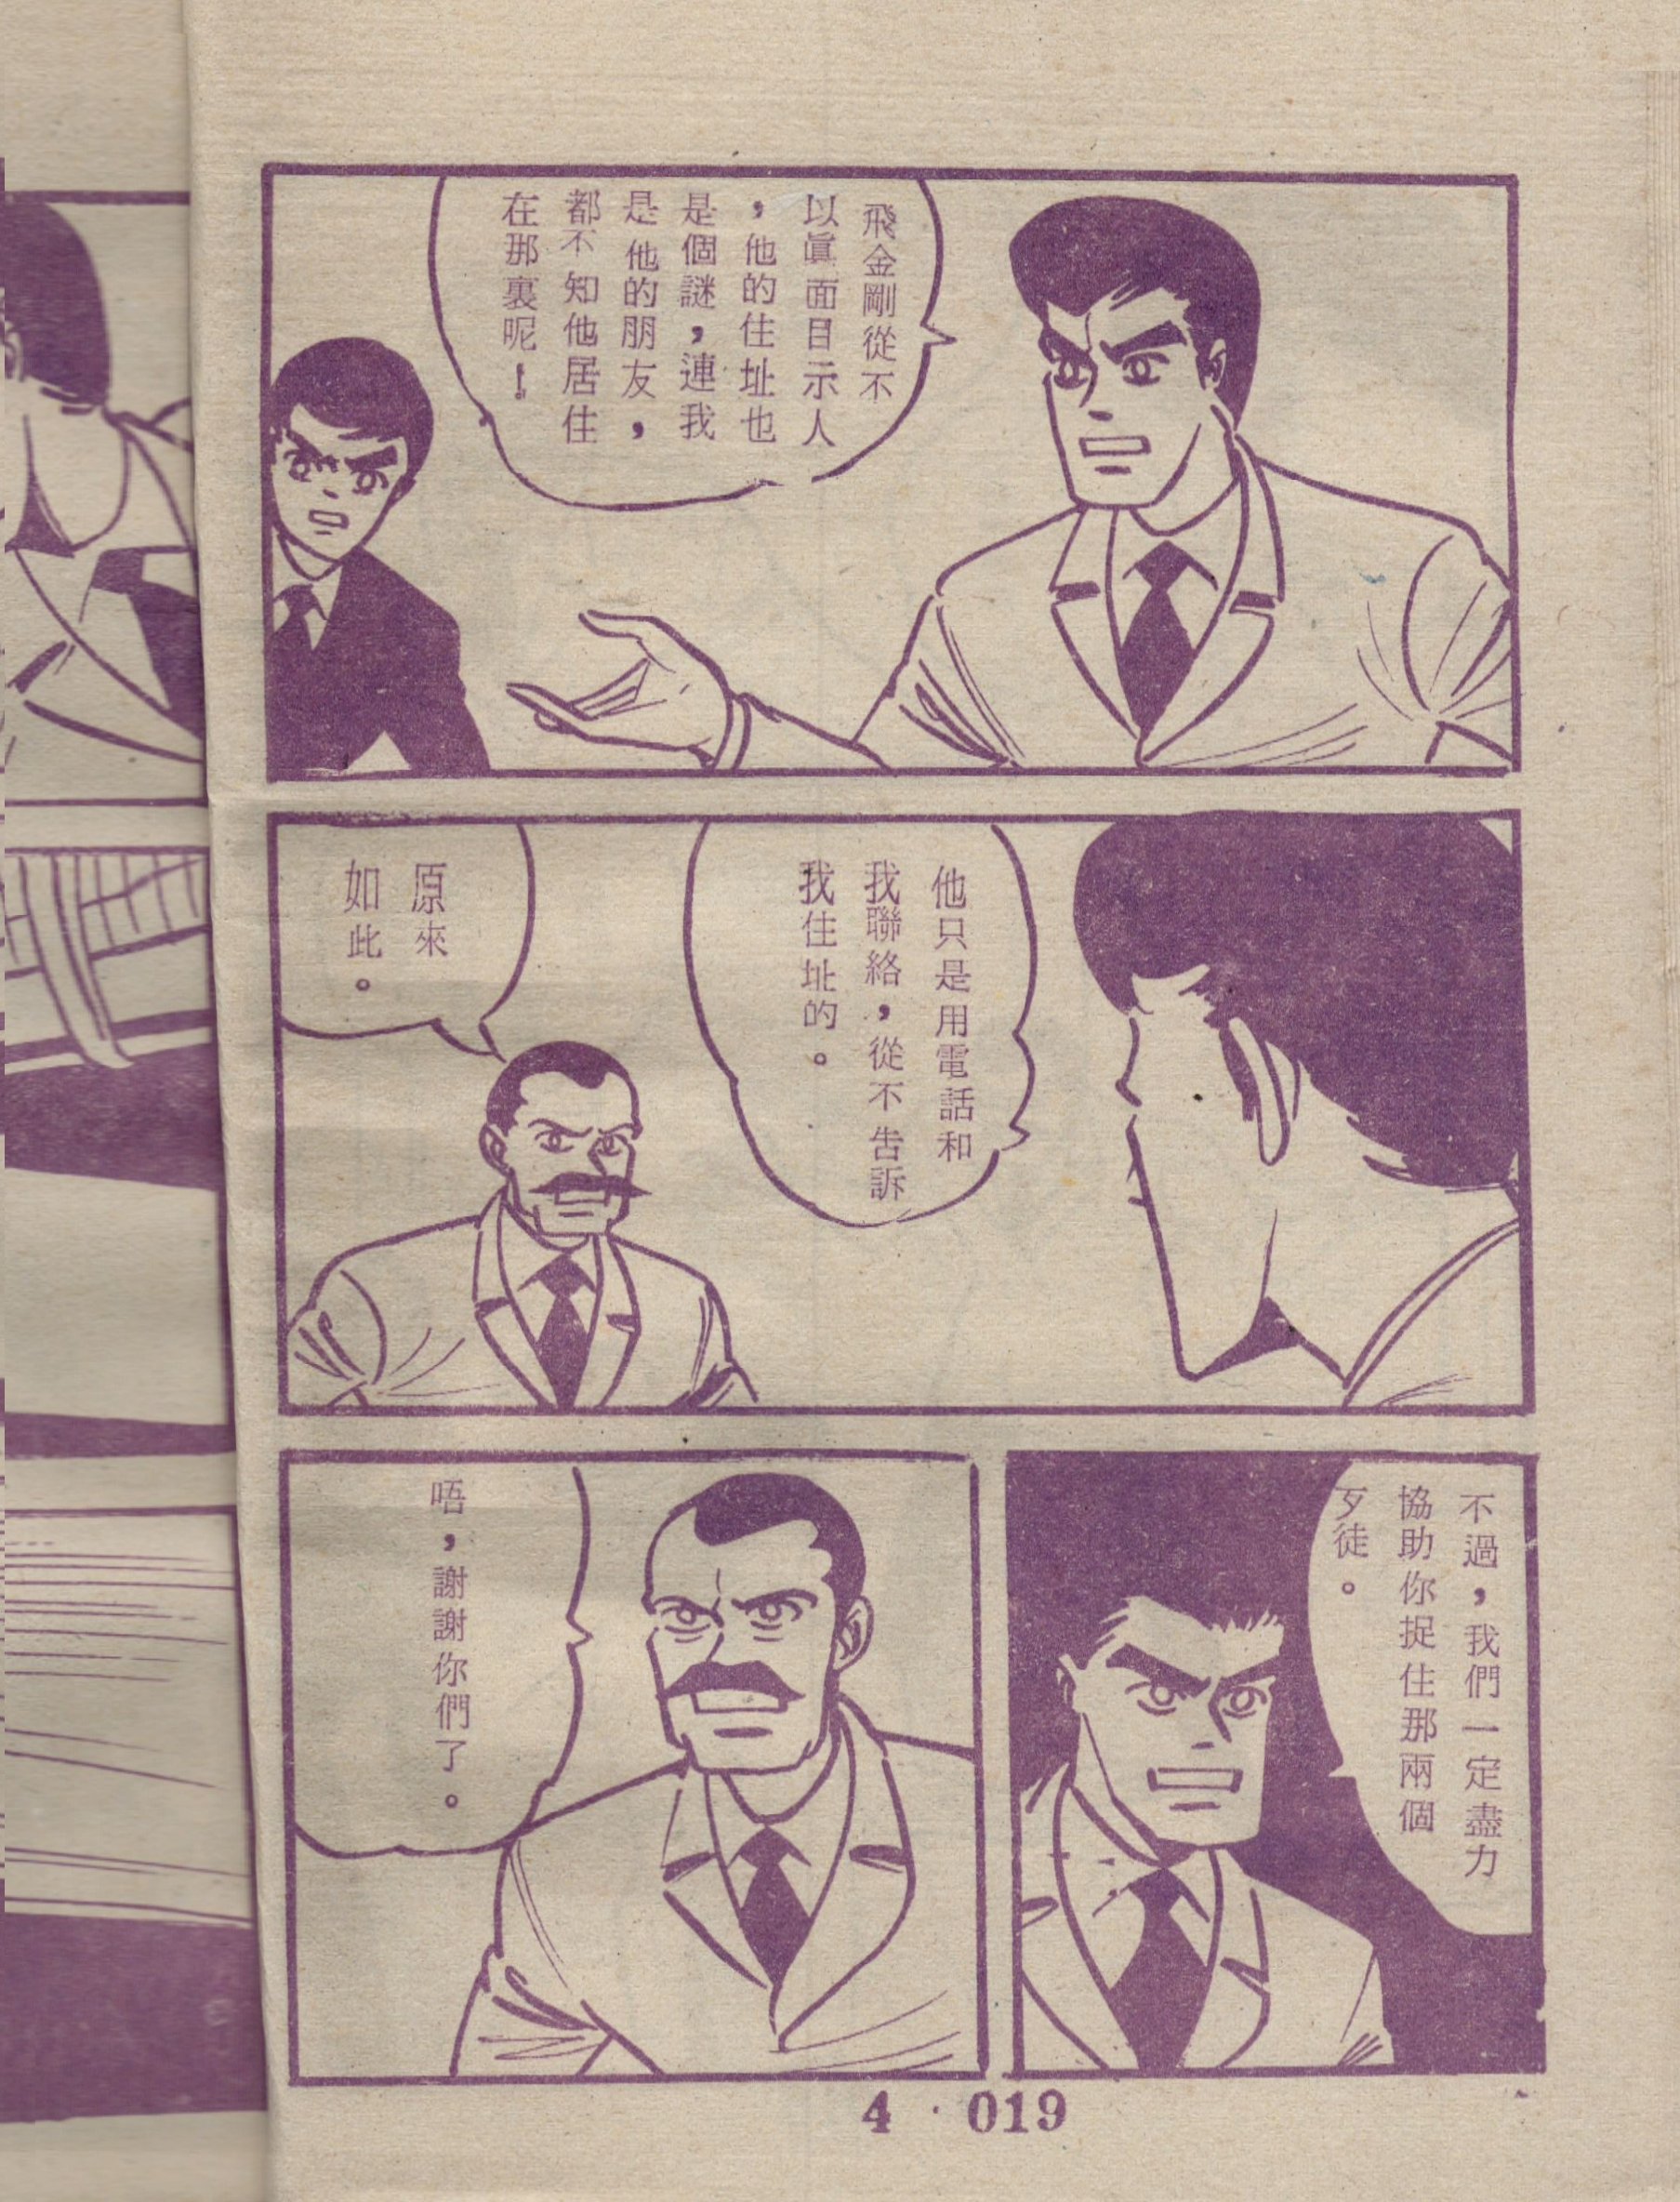 飛金剛從不
以眞面目示人
，他的住址也
是個謎，連我
是他的朋友，
都不知他居住
在那裏呢！
他只是用電話和
我聯絡，從不告訴
我住址的。
原來
如此。
不過，我們一定盡力
協助你捉住那兩個
歹徒。
唔，謝謝你們了。
4·019